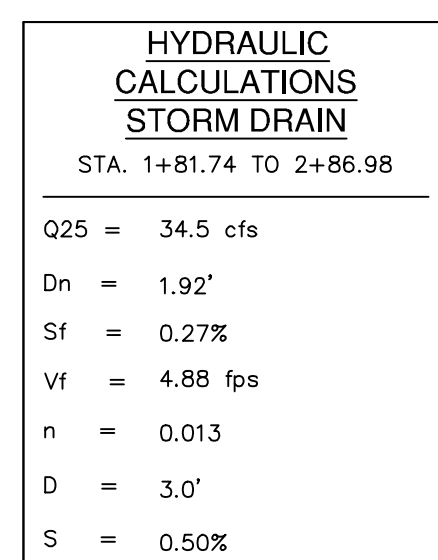 HYDRAULIC
CALCULATIONS
STORM DRAIN
STA. 1+81.74 TO 2+86.98
Q25 = 34.5 cfs
Dn = 1.92'
Sf = 0.27%
Vf = 4.88 fps
n = 0.013
D = 3.0'
S = 0.50%